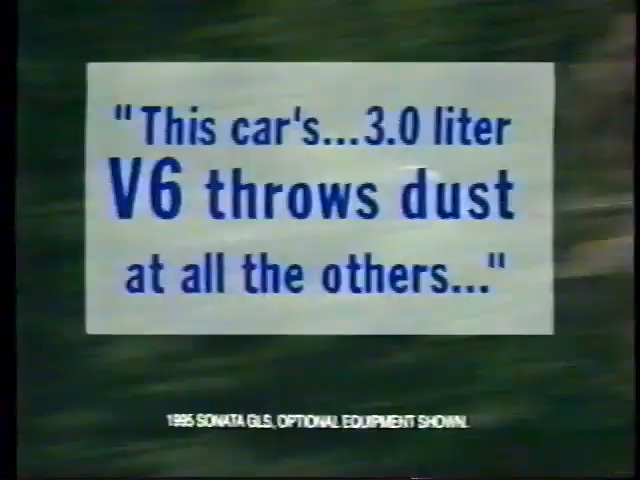 "This car's...3.0 liter
V6 throws dust
at all the others..."
1995 SONATA GLS, OPTIONAL EQUIPMENT SHOWN.